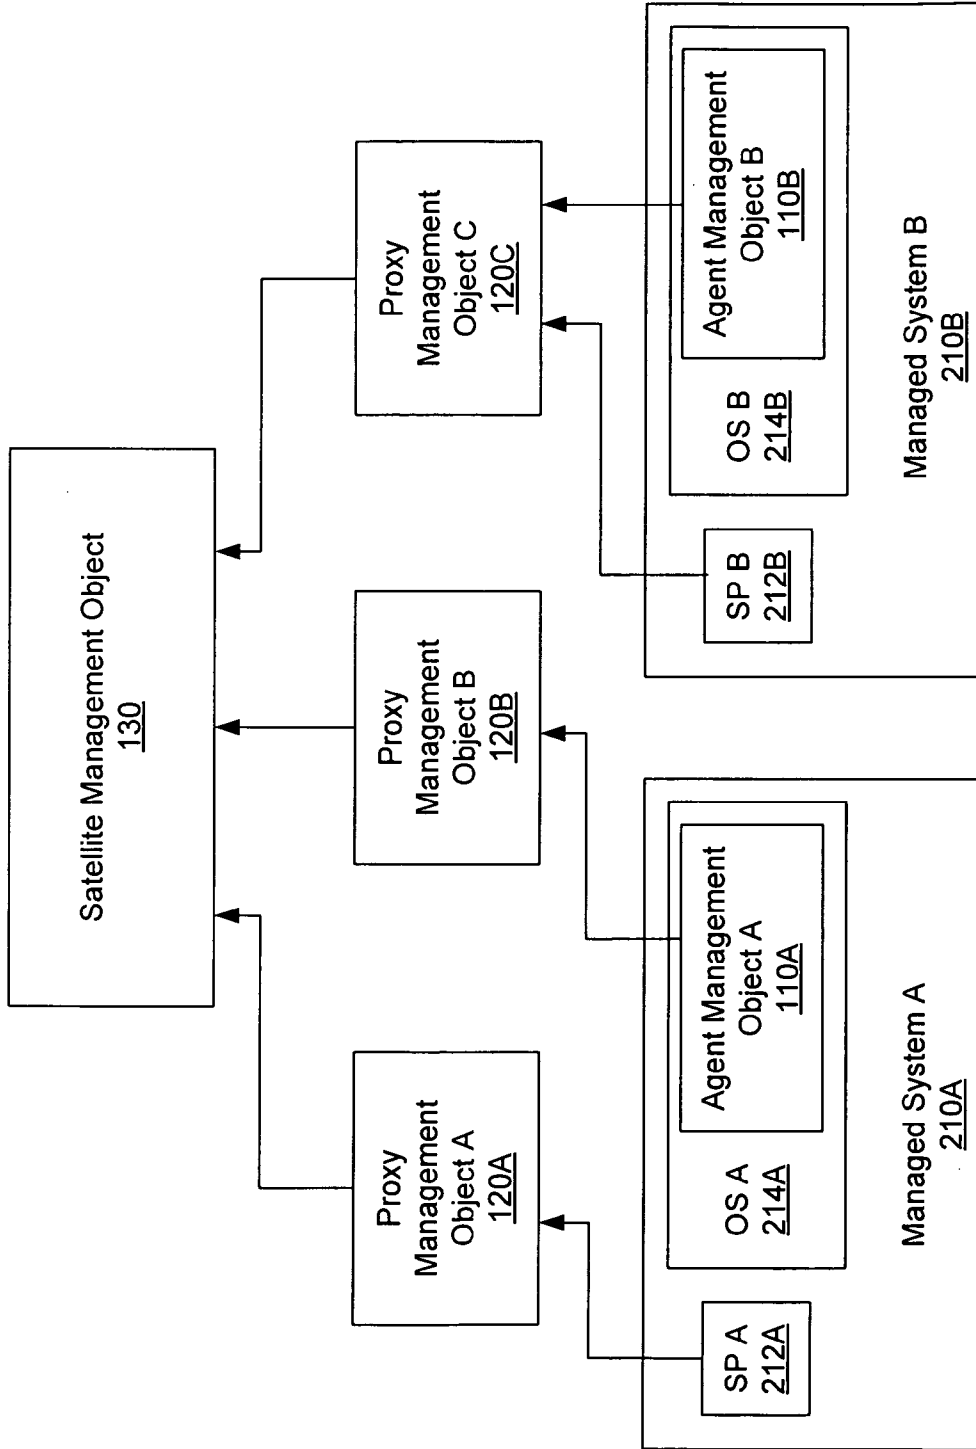 Satellite Management Object
130
Proxy
Management
Object A
120A
Proxy
Management
Object B
120B
Proxy
Management
Object C
120C
SP A
212A
OS A
214A
Agent Management
Object A
110A
Managed System A
210A
SP B
212B
OS B
214B
Agent Management
Object B
110B
Managed System B
210B